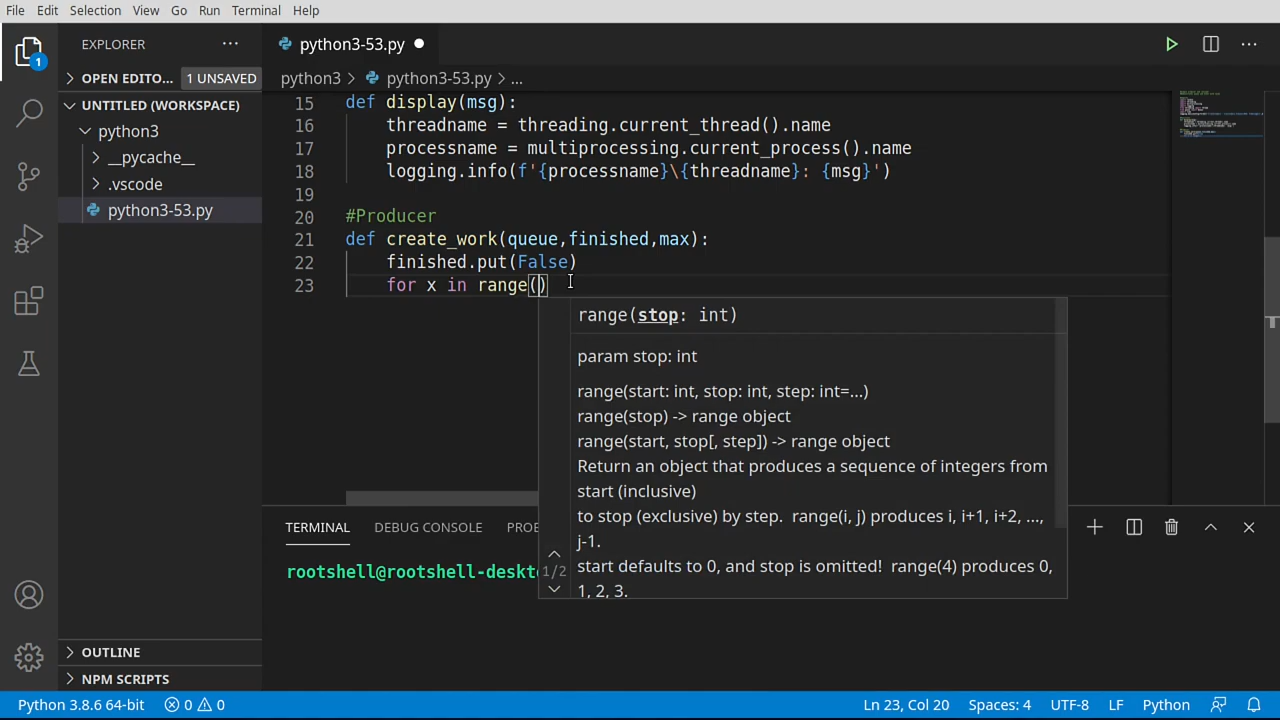 File Edit Selection View Go Run Terminal Help
EXPLORER
python3-53.py
OPEN EDITO... 1 UNSAVED
python3 > python3-53.py > ...
UNTITLED (WORKSPACE)
python3
__pycache__
.vscode
python3-53.py
15 def display(msg):
16 threadname = threading.current_thread().name
17 processname = multiprocessing.current_process().name
18 logging.info(f'{processname}\{threadname}: {msg}')
19
20 #Producer
21 def create_work(queue,finished,max):
22 finished.put(False)
23 for x in range()
range(stop: int)
param stop: int
range(start: int, stop: int, step: int=...)
range(stop) -> range object
range(start, stop[, step]) -> range object
Return an object that produces a sequence of integers from
start (inclusive)
to stop (exclusive) by step. range(i, j) produces i, i+1, i+2, ...,
j-1.
start defaults to 0, and stop is omitted! range(4) produces 0,
1, 2, 3.
1/2
TERMINAL DEBUG CONSOLE
rootshell@rootshell-deskt
OUTLINE
NPM SCRIPTS
1
Python 3.8.6 64-bit 0 0 Ln 23, Col 20 Spaces: 4 UTF-8 LF Python